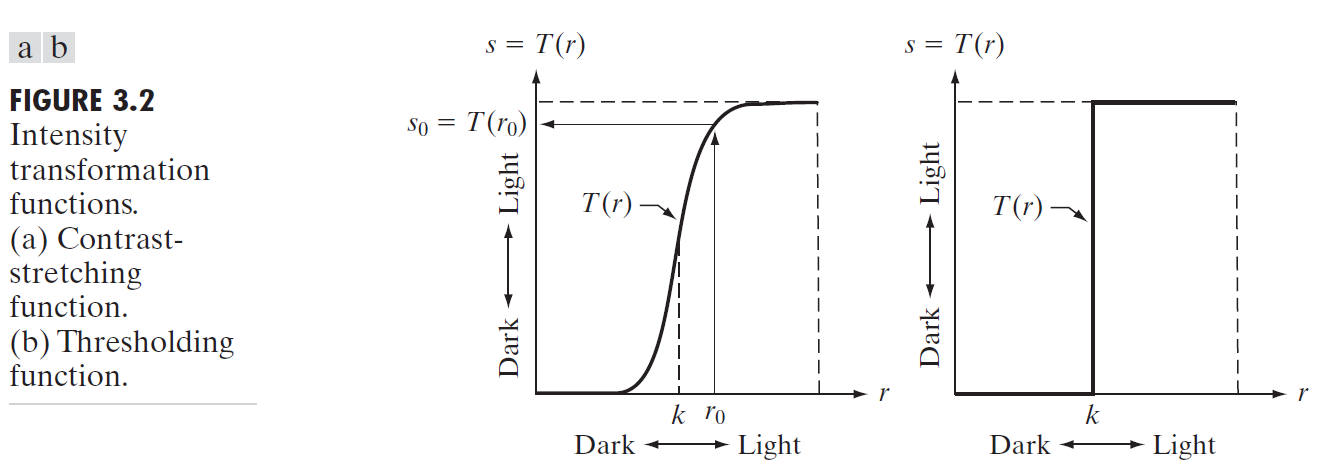 a b
FIGURE 3.2
Intensity
transformation
functions.
(a) Contrast-
stretching
function.
(b) Thresholding
function.
s = T(r)
s₀ = T(r₀)
T(r)
Dark
Light
k r₀
r
Dark
Light
s = T(r)
T(r)
Dark
Light
k
r
Dark
Light